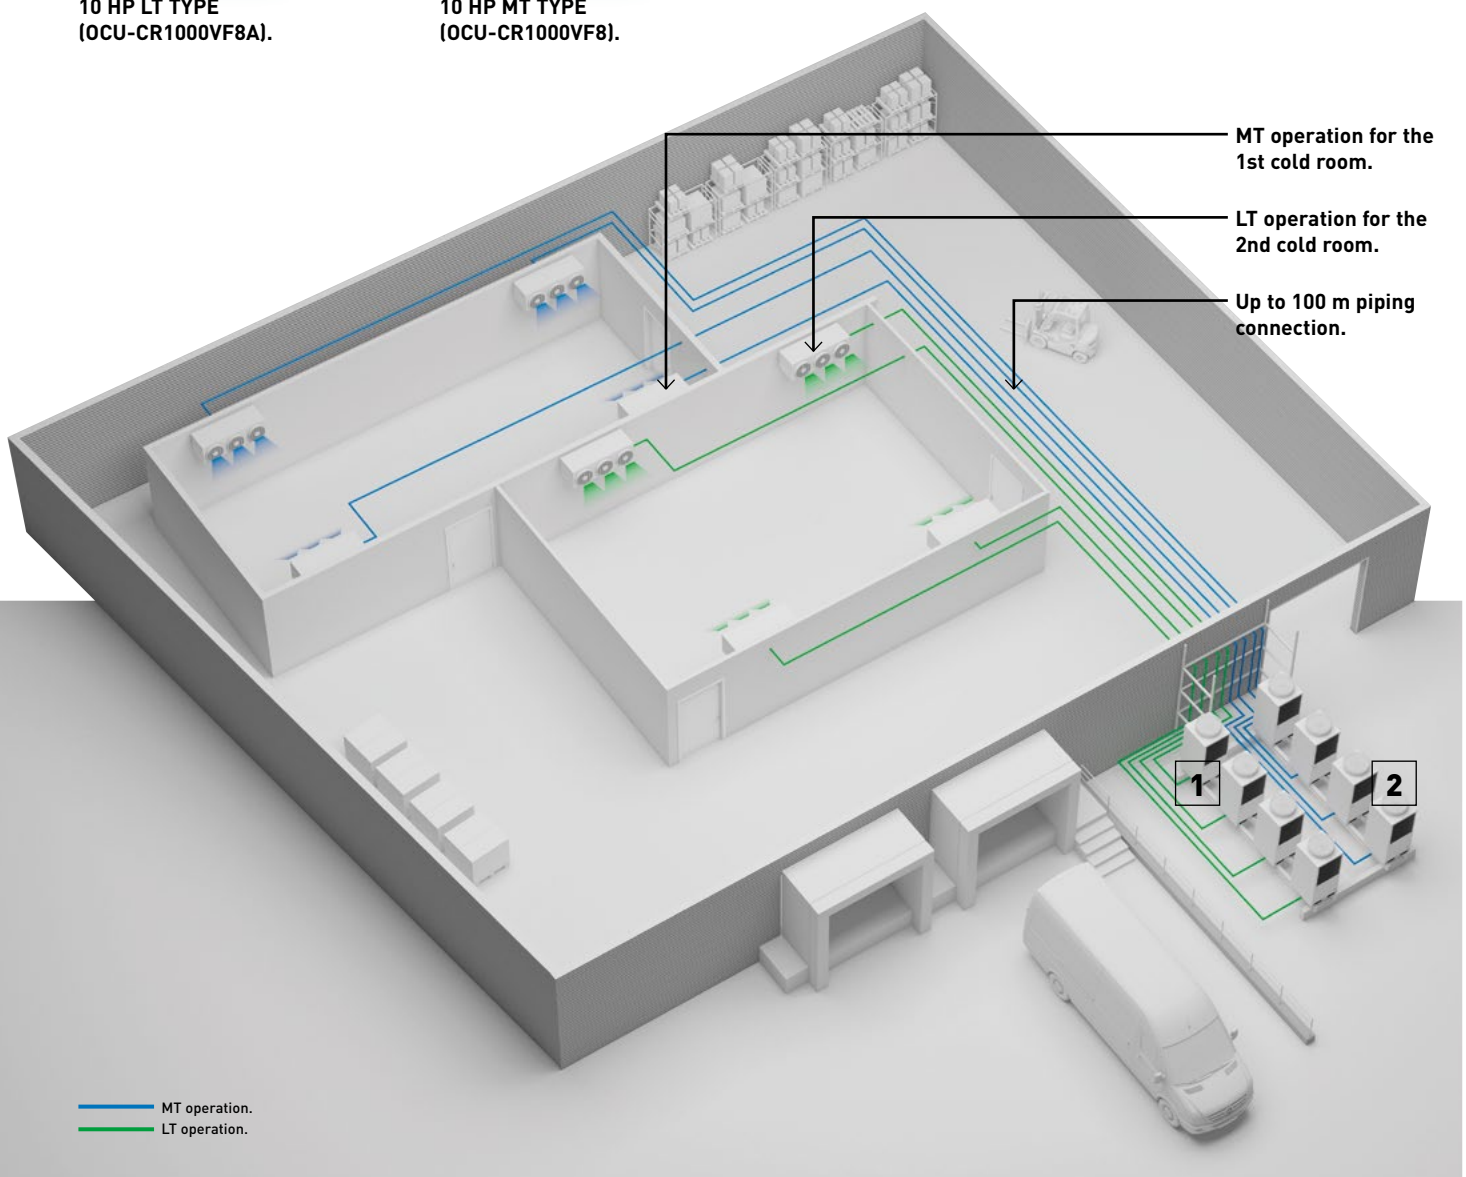 10 HP LT TYPE
(OCU-CR1000VF8A).
10 HP MT TYPE
(OCU-CR1000VF8).
MT operation for the
1st cold room.
LT operation for the
2nd cold room.
Up to 100 m piping
connection.
1
2
MT operation.
LT operation.